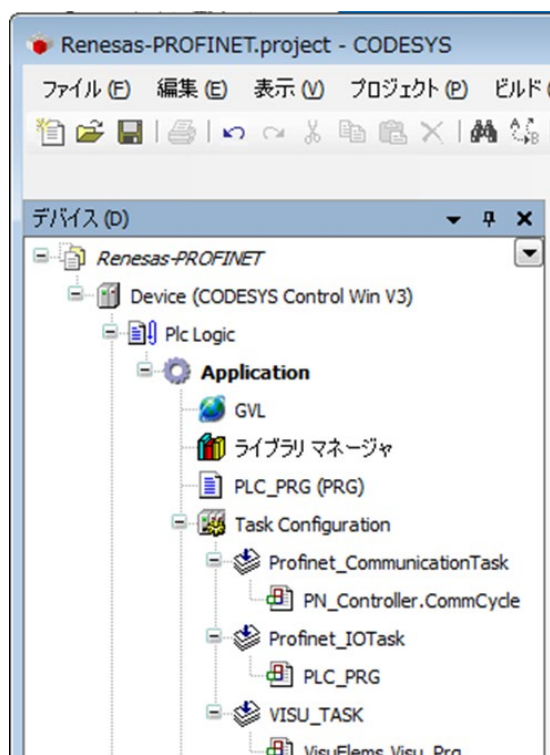 Renesas-PROFINET.project - CODESYS
ファイル (F) 編集 (E) 表示 (V) プロジェクト (P) ビルド (
デバイス (D)
Renesas-PROFINET
Device (CODESYS Control Win V3)
Plc Logic
Application
GVL
ライブラリ マネージャ
PLC_PRG (PRG)
Task Configuration
Profinet_CommunicationTask
PN_Controller.CommCycle
Profinet_IOTask
PLC_PRG
VISU_TASK
VisuElems.Visu_Prg